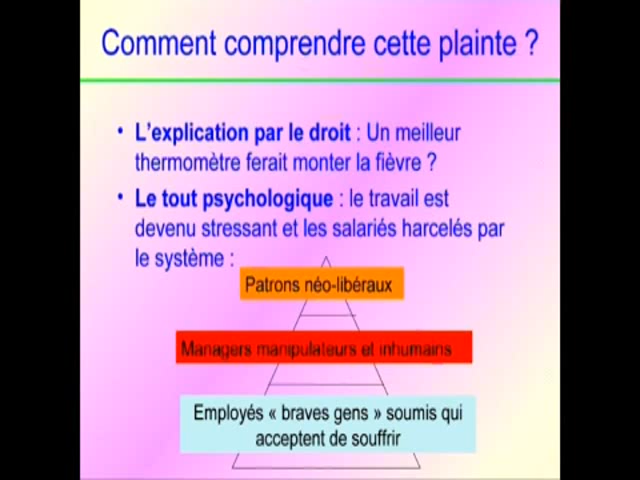 Comment comprendre cette plainte ?
• L'explication par le droit : Un meilleur
thermomètre ferait monter la fièvre ?
• Le tout psychologique : le travail est
devenu stressant et les salariés harcelés par
le système :
Patrons néo-libéraux
Managers manipulateurs et inhumains
Employés « braves gens » soumis qui
acceptent de souffrir